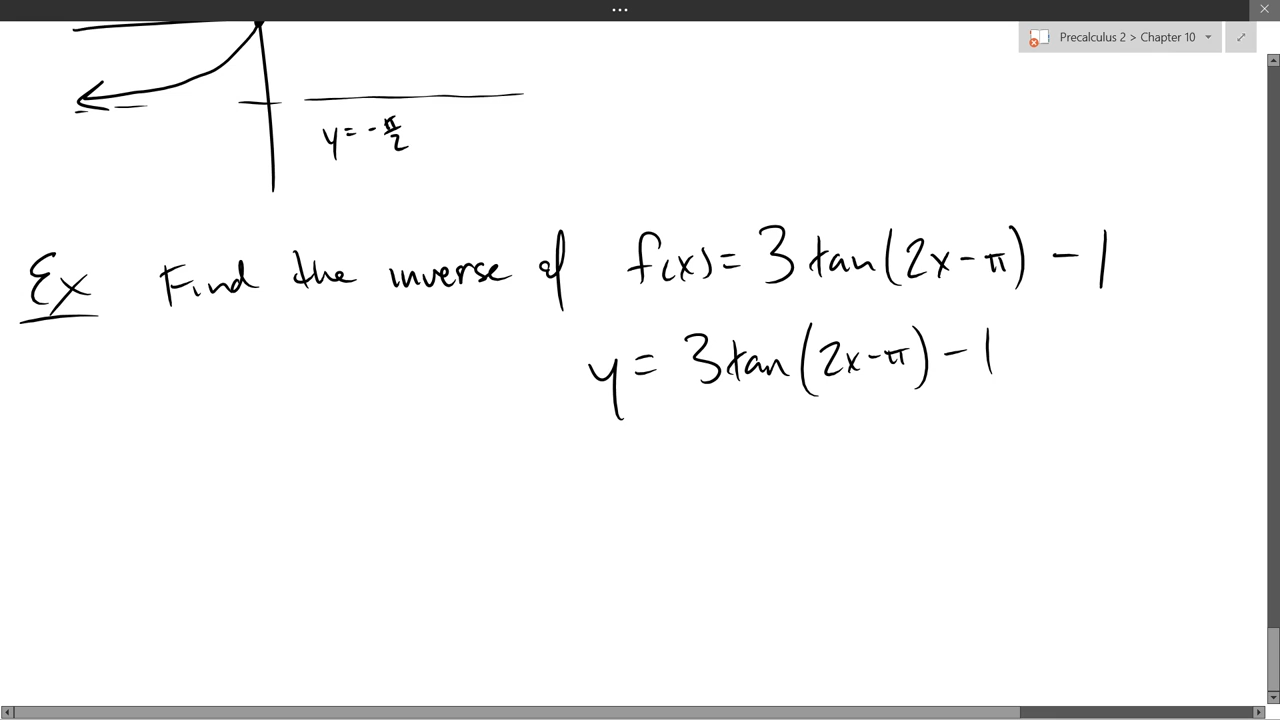 ...
Precalculus 2 > Chapter 10
y = -π/2
Ex Find the inverse of f(x) = 3 tan(2x - π) - 1
y = 3 tan(2x - π) - 1